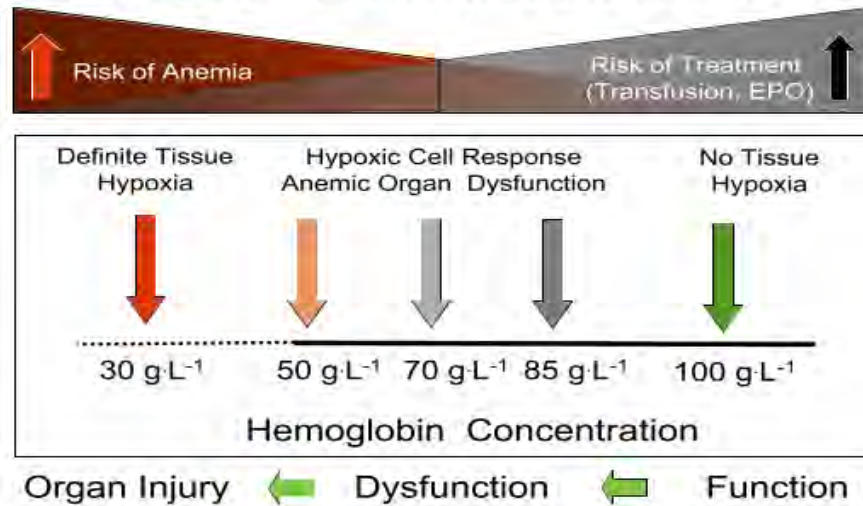 Risk of Anemia
Risk of Treatment
(Transfusion, EPO)
Definite Tissue
Hypoxia
Hypoxic Cell Response
Anemic Organ Dysfunction
No Tissue
Hypoxia
30 g·L⁻¹ 50 g·L⁻¹ 70 g·L⁻¹ 85 g·L⁻¹ 100 g·L⁻¹
Hemoglobin Concentration
Organ Injury Dysfunction Function